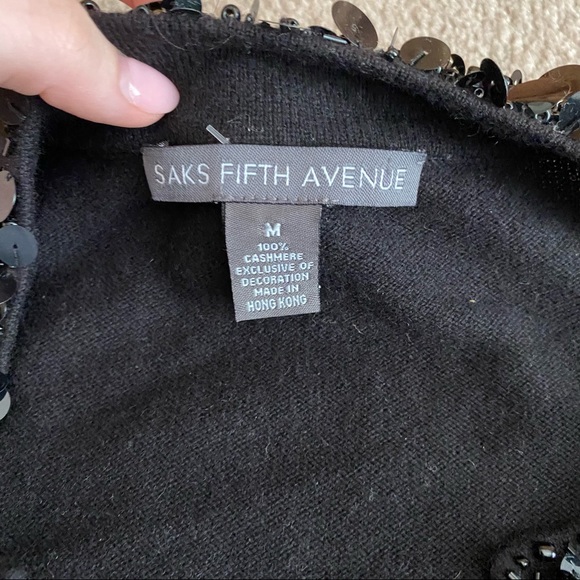 SAKS FIFTH AVENUE
M
100%
CASHMERE
EXCLUSIVE OF
DECORATION
MADE IN
HONG KONG